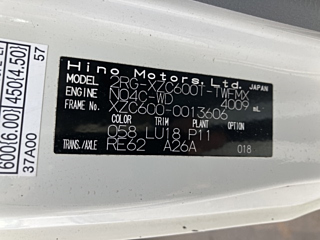 Hino Motors, Ltd. JAPAN
MODEL 2RG-XZC600T-TWFMX
ENGINE N04C-WD 4009 mL
FRAME No. XZC600-0013606
COLOR TRIM PLANT
058 LU18 P11
TRANS./AXLE RE62 A26A 018
600(6.00) 450(4.50)
37A00 57